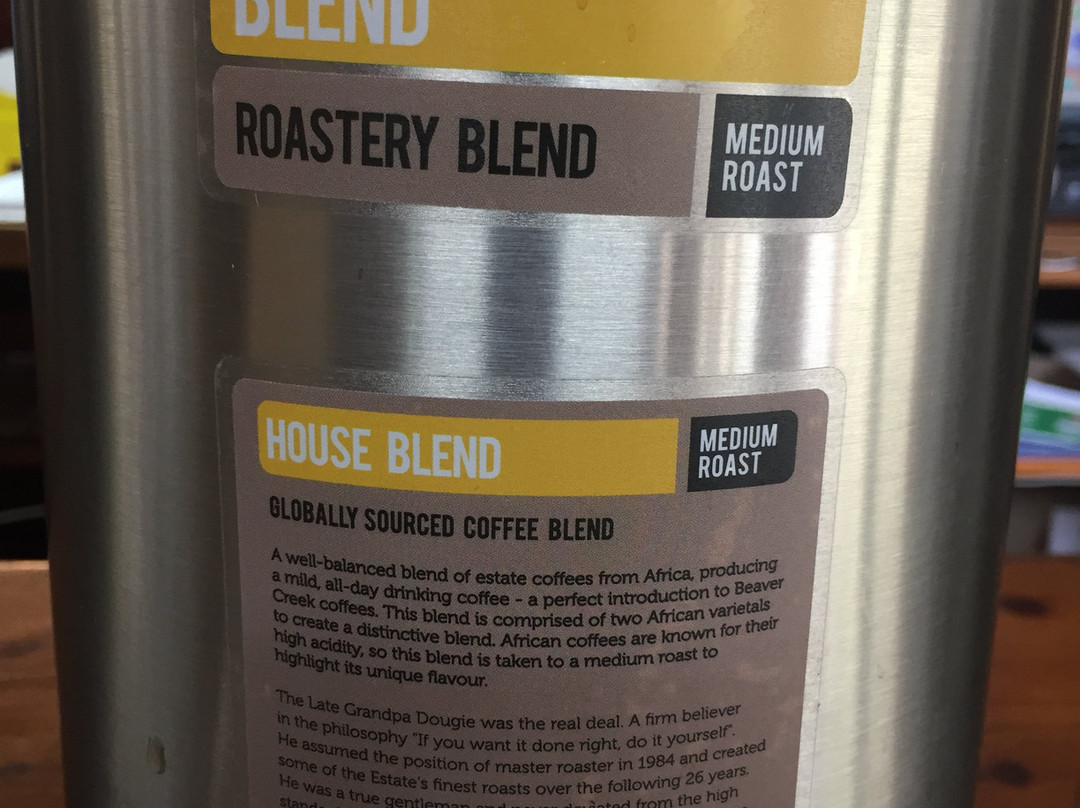 BLEND
ROASTERY BLEND
MEDIUM
ROAST
HOUSE BLEND
MEDIUM
ROAST
GLOBALLY SOURCED COFFEE BLEND
A well-balanced blend of estate coffees from Africa, producing
a mild, all-day drinking coffee - a perfect introduction to Beaver
Creek coffees. This blend is comprised of two African varietals
to create a distinctive blend. African coffees are known for their
high acidity, so this blend is taken to a medium roast to
highlight its unique flavour.
The Late Grandpa Dougie was the real deal. A firm believer
in the philosophy "If you want it done right, do it yourself".
He assumed the position of master roaster in 1984 and created
some of the Estate's finest roasts over the following 26 years.
He was a true gentleman and never deviated from the high